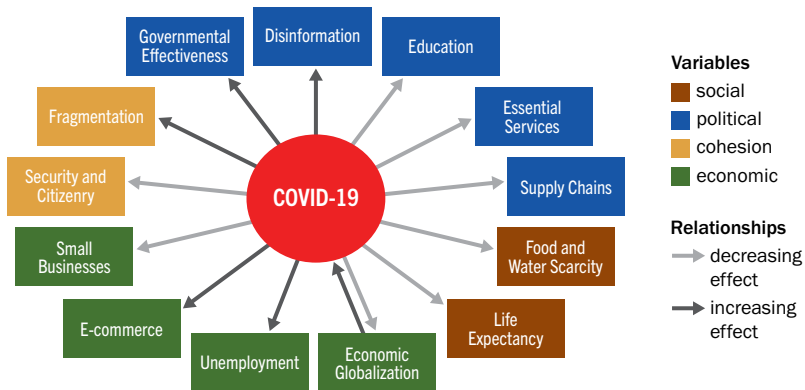 Governmental
Effectiveness
Disinformation
Education
Fragmentation
Essential
Services
Security and
Citizenry
COVID-19
Supply Chains
Small
Businesses
Food and
Water Scarcity
E-commerce
Unemployment
Economic
Globalization
Life
Expectancy
Variables
social
political
cohesion
economic
Relationships
decreasing
effect
increasing
effect